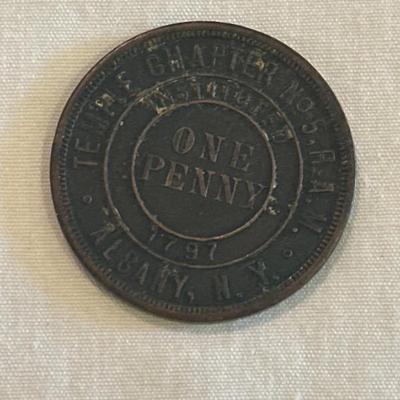 TEMPLE CHAPTER NO. 5, R.A.M.
ALBANY, N.Y.
INSTITUTED
1797
ONE
PENNY